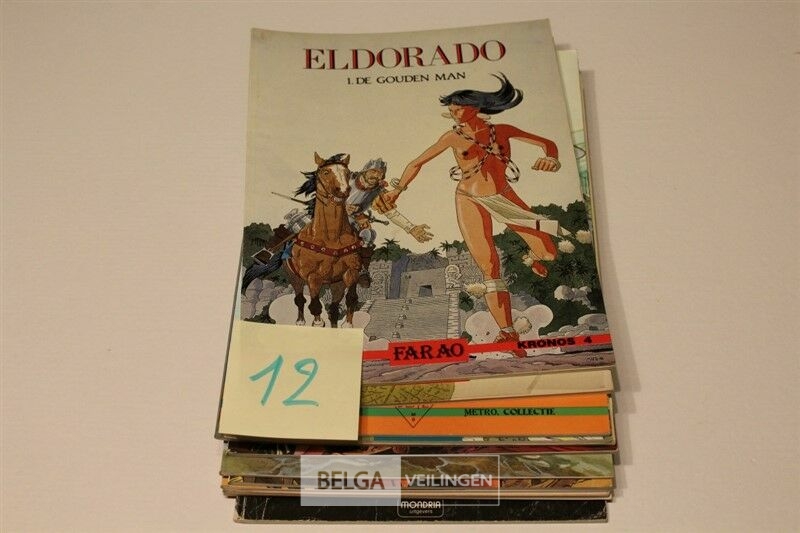 ELDORADO
1. DE GOUDEN MAN
FARAO
KRONOS 4
12
METRO. COLLECTIE
BELGA VEILINGEN
MONDRIA
uitgevers